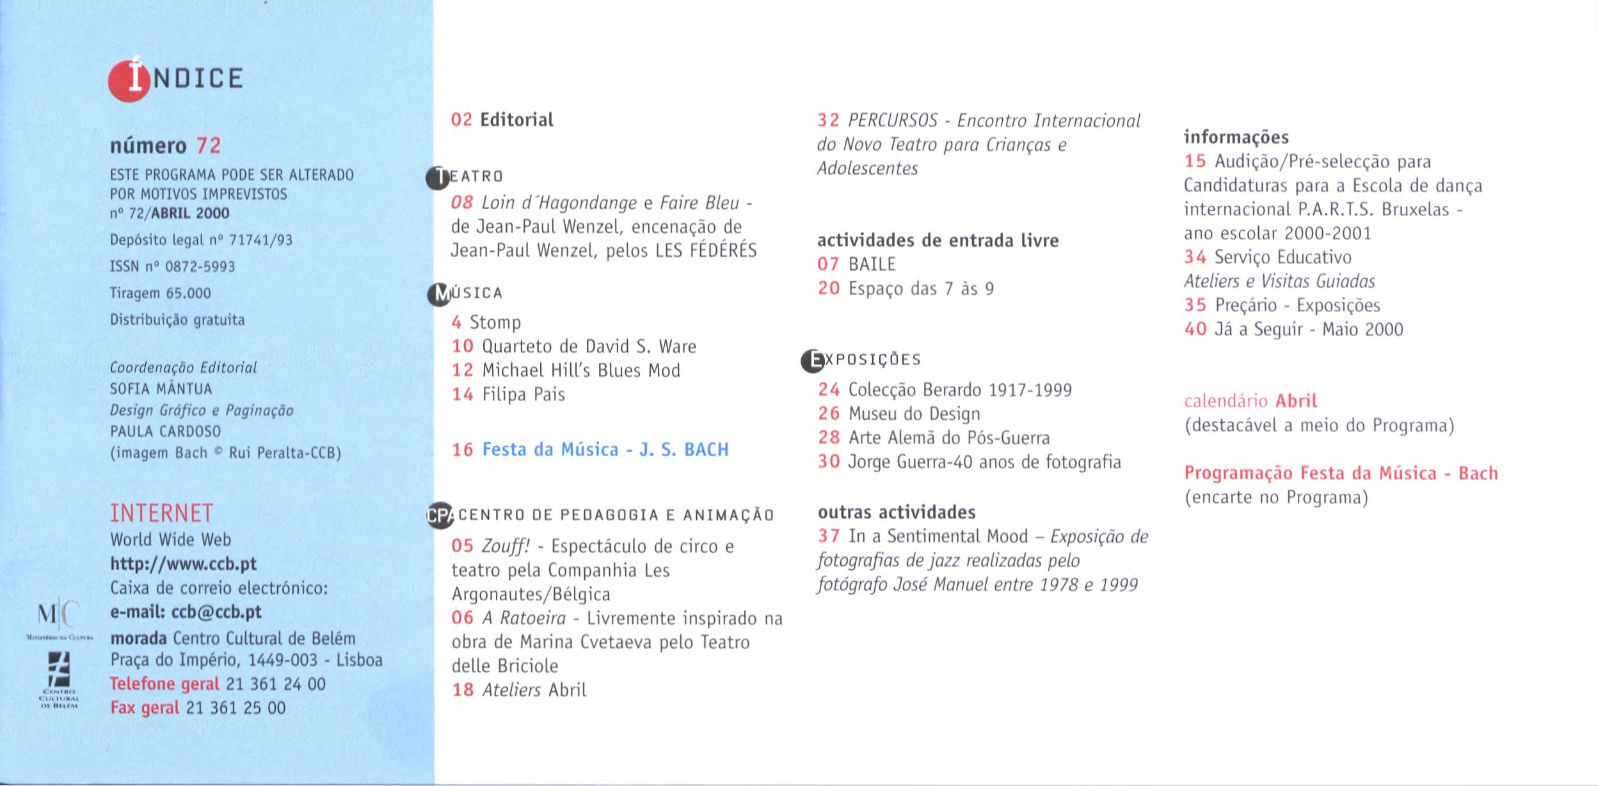 ÍNDICE
número 72
ESTE PROGRAMA PODE SER ALTERADO
POR MOTIVOS IMPREVISTOS
nº 72/ABRIL 2000
Depósito legal nº 71741/93
ISSN nº 0872-5993
Tiragem 65.000
Distribuição gratuita
Coordenação Editorial
SOFIA MÂNTUA
Design Gráfico e Paginação
PAULA CARDOSO
(imagem Bach © Rui Peralta-CCB)
INTERNET
World Wide Web
http://www.ccb.pt
Caixa de correio electrónico:
e-mail: ccb@ccb.pt
morada Centro Cultural de Belém
Praça do Império, 1449-003 - Lisboa
Telefone geral 21 361 24 00
Fax geral 21 361 25 00
M|C
MINISTÉRIO DA CULTURA
CENTRO
CULTURAL
DE BELÉM
02 Editorial
TEATRO
08 Loin d´Hagondange e Faire Bleu -
de Jean-Paul Wenzel, encenação de
Jean-Paul Wenzel, pelos LES FÉDÉRÉS
MÚSICA
4 Stomp
10 Quarteto de David S. Ware
12 Michael Hill's Blues Mod
14 Filipa Pais
16 Festa da Música - J. S. BACH
CPA CENTRO DE PEDAGOGIA E ANIMAÇÃO
05 Zouff! - Espectáculo de circo e
teatro pela Companhia Les
Argonautes/Bélgica
06 A Ratoeira - Livremente inspirado na
obra de Marina Cvetaeva pelo Teatro
delle Briciole
18 Ateliers Abril
32 PERCURSOS - Encontro Internacional
do Novo Teatro para Crianças e
Adolescentes
actividades de entrada livre
07 BAILE
20 Espaço das 7 às 9
EXPOSIÇÕES
24 Colecção Berardo 1917-1999
26 Museu do Design
28 Arte Alemã do Pós-Guerra
30 Jorge Guerra-40 anos de fotografia
outras actividades
37 In a Sentimental Mood – Exposição de
fotografias de jazz realizadas pelo
fotógrafo José Manuel entre 1978 e 1999
informações
15 Audição/Pré-selecção para
Candidaturas para a Escola de dança
internacional P.A.R.T.S. Bruxelas -
ano escolar 2000-2001
34 Serviço Educativo
Ateliers e Visitas Guiadas
35 Preçário - Exposições
40 Já a Seguir - Maio 2000
calendário Abril
(destacável a meio do Programa)
Programação Festa da Música - Bach
(encarte no Programa)